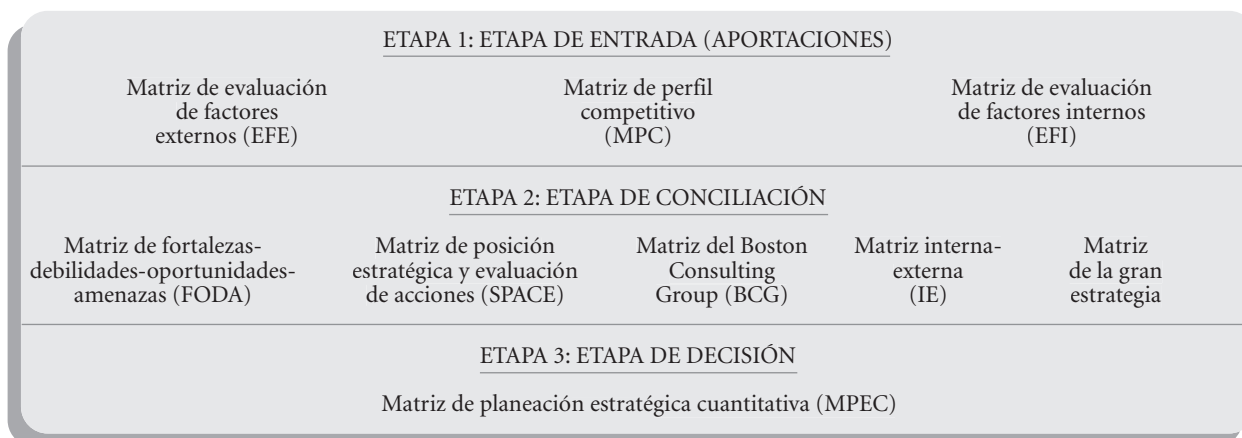 ETAPA 1: ETAPA DE ENTRADA (APORTACIONES)
Matriz de evaluación
de factores
externos (EFE)
Matriz de perfil
competitivo
(MPC)
Matriz de evaluación
de factores internos
(EFI)
ETAPA 2: ETAPA DE CONCILIACIÓN
Matriz de fortalezas-
debilidades-oportunidades-
amenazas (FODA)
Matriz de posición
estratégica y evaluación
de acciones (SPACE)
Matriz del Boston
Consulting
Group (BCG)
Matriz interna-
externa
(IE)
Matriz
de la gran
estrategia
ETAPA 3: ETAPA DE DECISIÓN
Matriz de planeación estratégica cuantitativa (MPEC)